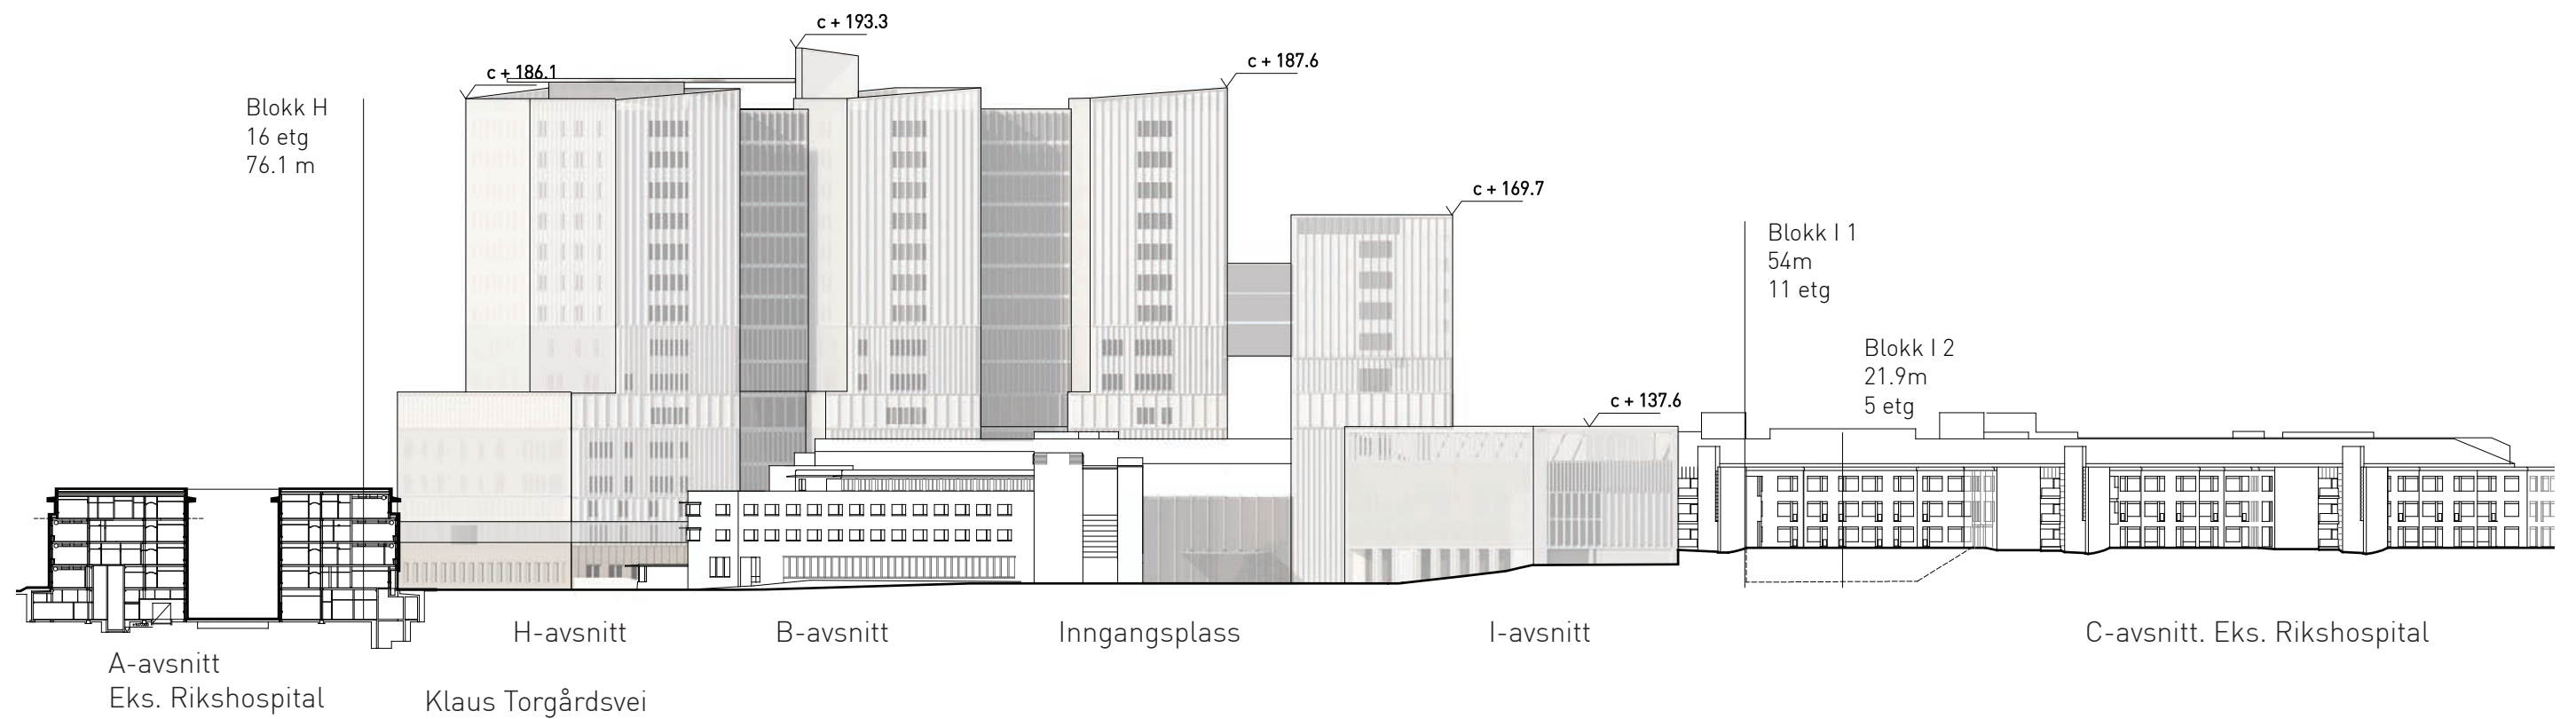 c + 193.3
c + 187.6
c + 186.1
Blokk H
16 etg
76.1 m
c + 169.7
Blokk I 1
54m
11 etg
Blokk I 2
21.9m
5 etg
c + 137.6
H-avsnitt
B-avsnitt
Inngangsplass
I-avsnitt
C-avsnitt. Eks. Rikshospital
A-avsnitt
Eks. Rikshospital
Klaus Torgårdsvei